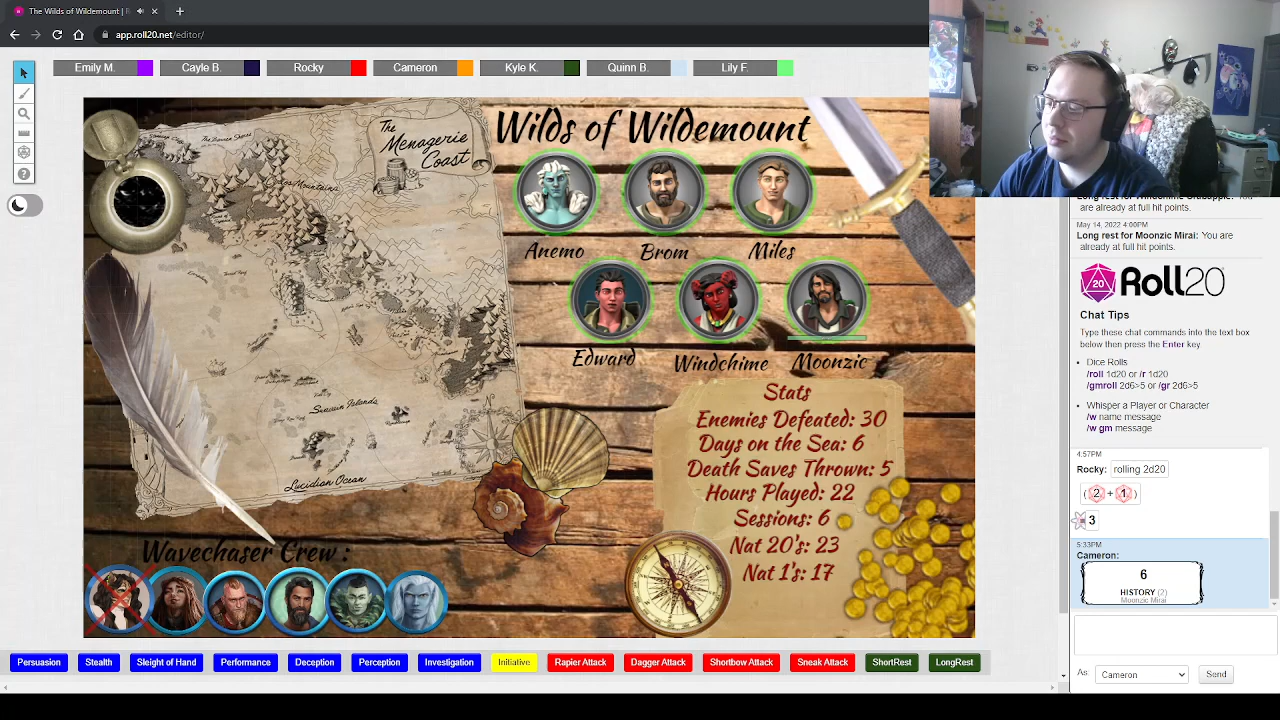 The Wilds of Wildemount | R
app.roll20.net/editor/
Emily M.
Cayle B.
Rocky
Cameron
Kyle K.
Quinn B.
Lily F.
The
Menagerie
Coast
Wilds of Wildemount
Anemo
Brom
Miles
Edward
Windchime
Moonzic
Lucidian Ocean
Stats
Enemies Defeated: 30
Days on the Sea: 6
Death Saves Thrown: 5
Hours Played: 22
Sessions: 6
Nat 20's: 23
Nat 1's: 17
Wavechaser Crew :
Persuasion
Stealth
Sleight of Hand
Performance
Deception
Perception
Investigation
Initiative
Rapier Attack
Dagger Attack
Shortbow Attack
Sneak Attack
ShortRest
LongRest
are already at full hit points.
May 14, 2022 4:00PM
Long rest for Moonzic Mirai: You are
already at full hit points.
20 Roll20
Chat Tips
Type these chat commands into the text box
below then press the Enter key.
Dice Rolls
/roll 1d20 or /r 1d20
/gmroll 2d6>5 or /gr 2d6>5
Whisper a Player or Character
/w name message
/w gm message
4:57PM
Rocky: rolling 2d20
(2+1)
3
5:33PM
Cameron:
6
HISTORY (2)
Moonzic Mirai
As: Cameron
Send